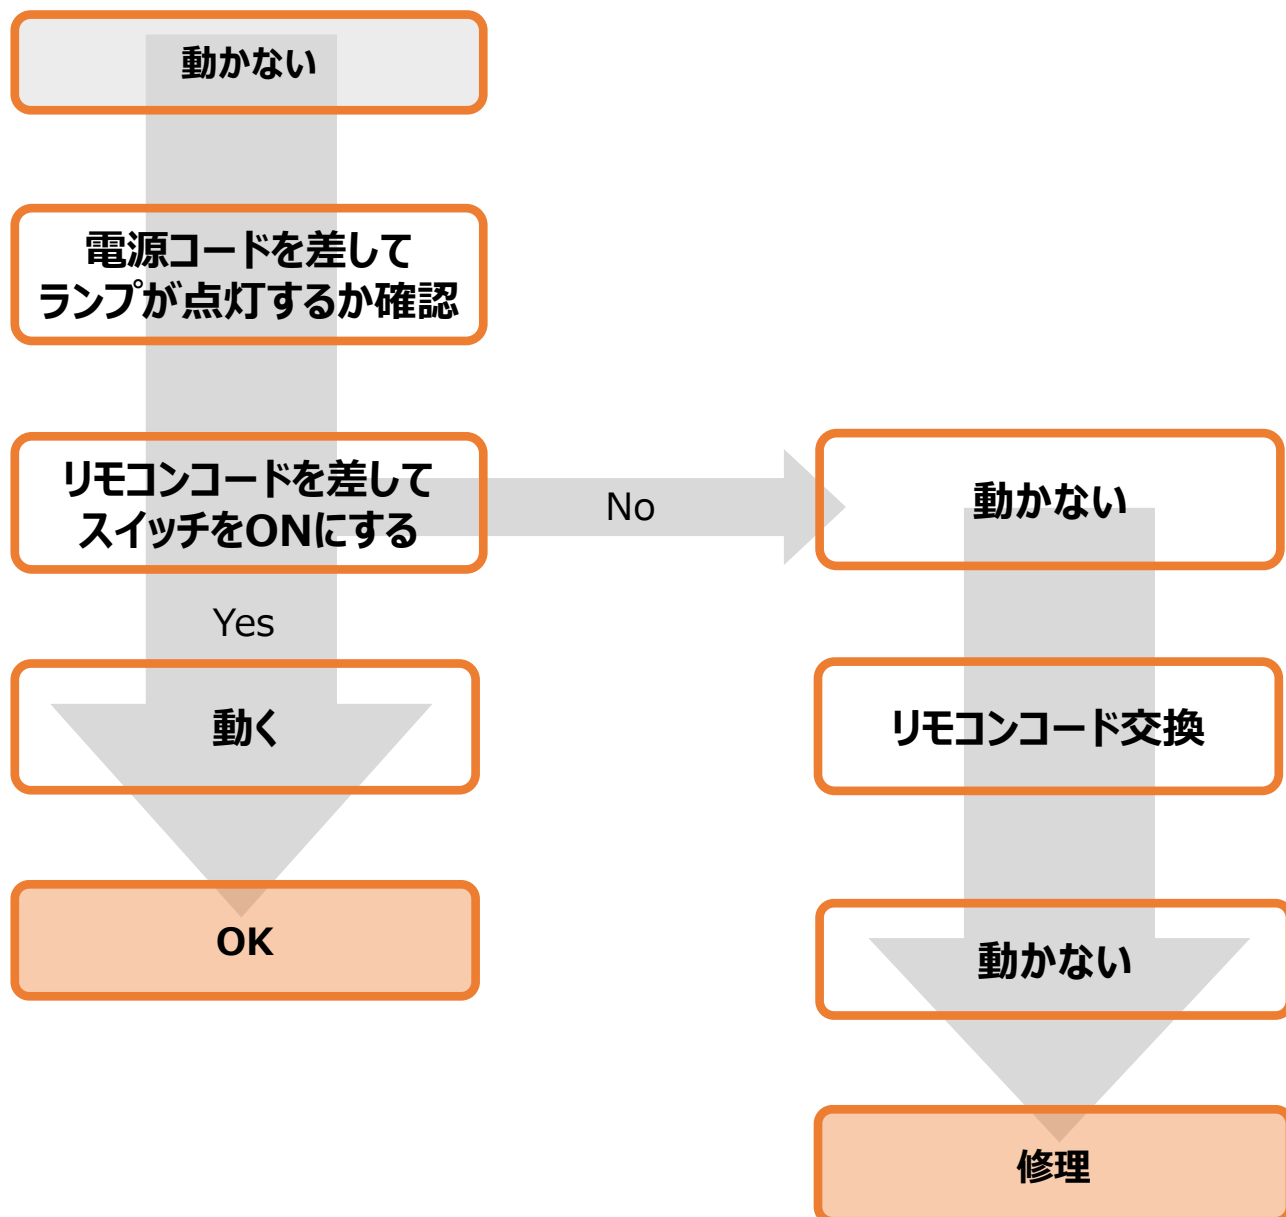 動かない
電源コードを差して
ランプが点灯するか確認
リモコンコードを差して
スイッチをONにする
No
動かない
Yes
動く
リモコンコード交換
OK
動かない
修理